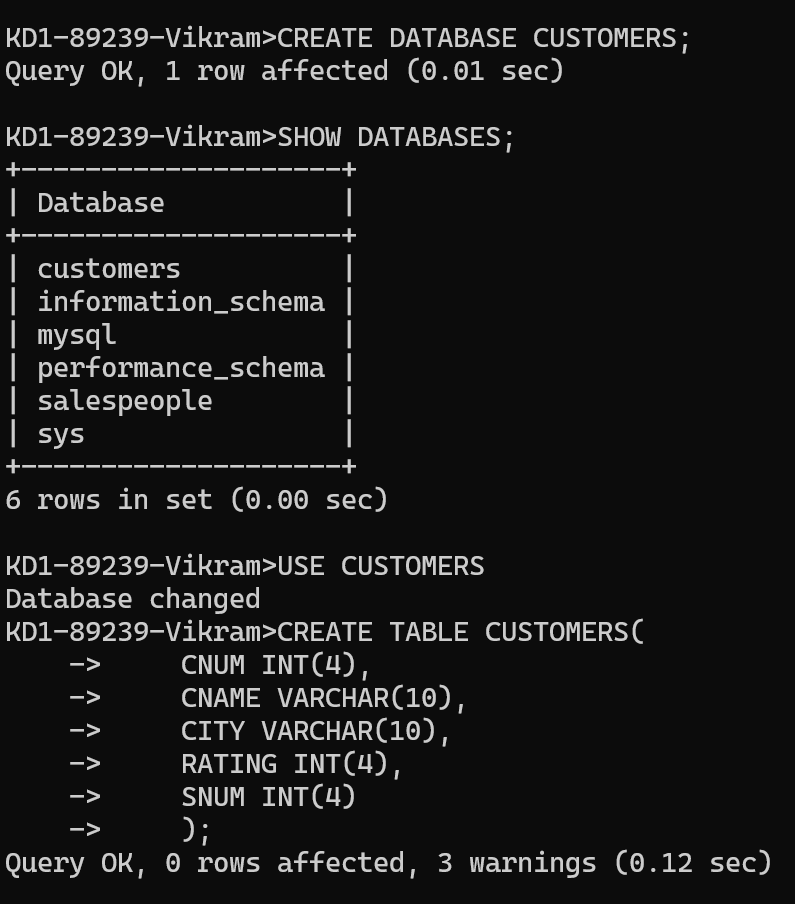 KD1-89239-Vikram>CREATE DATABASE CUSTOMERS;
Query OK, 1 row affected (0.01 sec)

KD1-89239-Vikram>SHOW DATABASES;
+--------------------+
| Database           |
+--------------------+
| customers          |
| information_schema |
| mysql              |
| performance_schema |
| salespeople        |
| sys                |
+--------------------+
6 rows in set (0.00 sec)

KD1-89239-Vikram>USE CUSTOMERS
Database changed
KD1-89239-Vikram>CREATE TABLE CUSTOMERS(
    ->     CNUM INT(4),
    ->     CNAME VARCHAR(10),
    ->     CITY VARCHAR(10),
    ->     RATING INT(4),
    ->     SNUM INT(4)
    ->     );
Query OK, 0 rows affected, 3 warnings (0.12 sec)